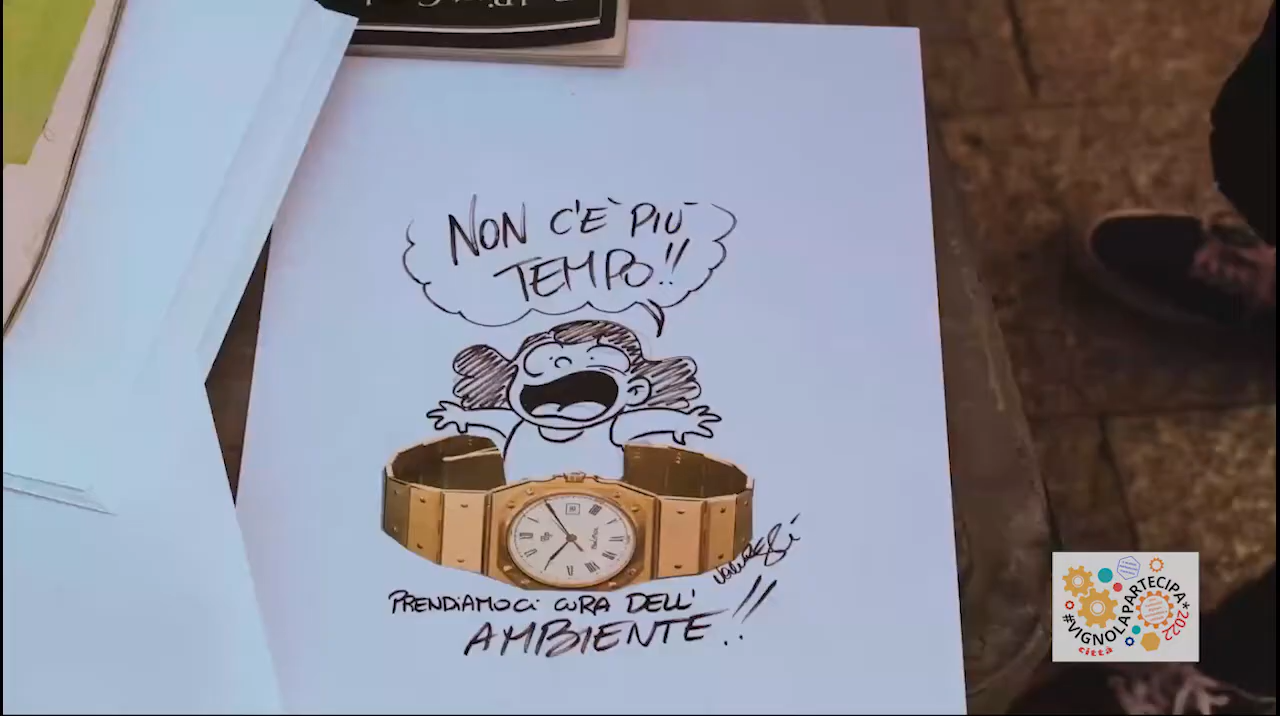 NON C'È PIÙ
TEMPO!!
PRENDIAMOCI CURA DELL'
AMBIENTE!!
#VIGNOLAPARTECIPA*2022
città